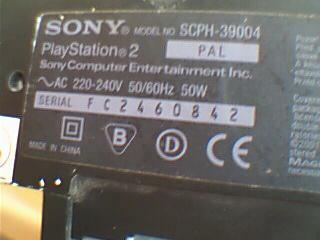 SONY MODEL NO SCPH-39004
PlayStation®2 PAL
Sony Computer Entertainment Inc.
AC 220-240V 50/60Hz 50W
SERIAL FC2460842
MADE IN CHINA
B
D
CE